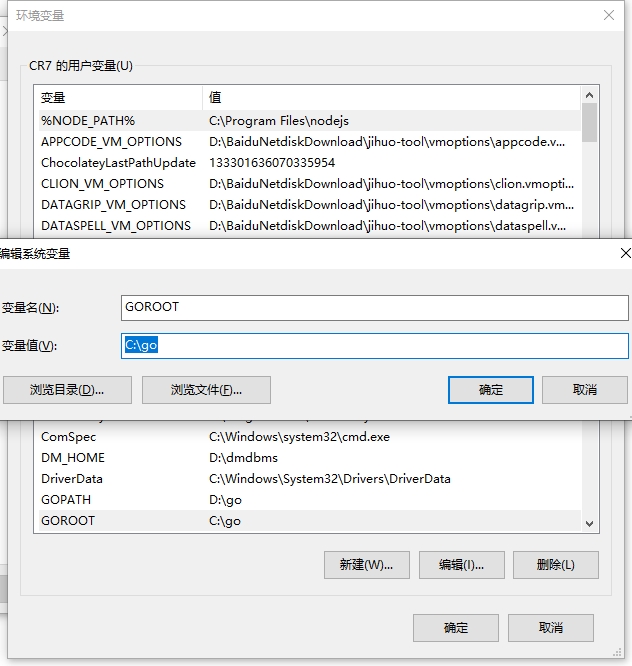 环境变量
CR7 的用户变量(U)
变量 值
%NODE_PATH% C:\Program Files\nodejs
APPCODE_VM_OPTIONS D:\BaiduNetdiskDownload\jihuo-tool\vmoptions\appcode.v...
ChocolateyLastPathUpdate 133301636070335954
CLION_VM_OPTIONS D:\BaiduNetdiskDownload\jihuo-tool\vmoptions\clion.vmopti...
DATAGRIP_VM_OPTIONS D:\BaiduNetdiskDownload\jihuo-tool\vmoptions\datagrip.vm...
DATASPELL_VM_OPTIONS D:\BaiduNetdiskDownload\jihuo-tool\vmoptions\dataspell.v...
编辑系统变量
变量名(N): GOROOT
变量值(V): C:\go
浏览目录(D)... 浏览文件(F)... 确定 取消
ComSpec C:\Windows\system32\cmd.exe
DM_HOME D:\dmdbms
DriverData C:\Windows\System32\Drivers\DriverData
GOPATH D:\go
GOROOT C:\go
新建(W)... 编辑(I)... 删除(L)
确定 取消